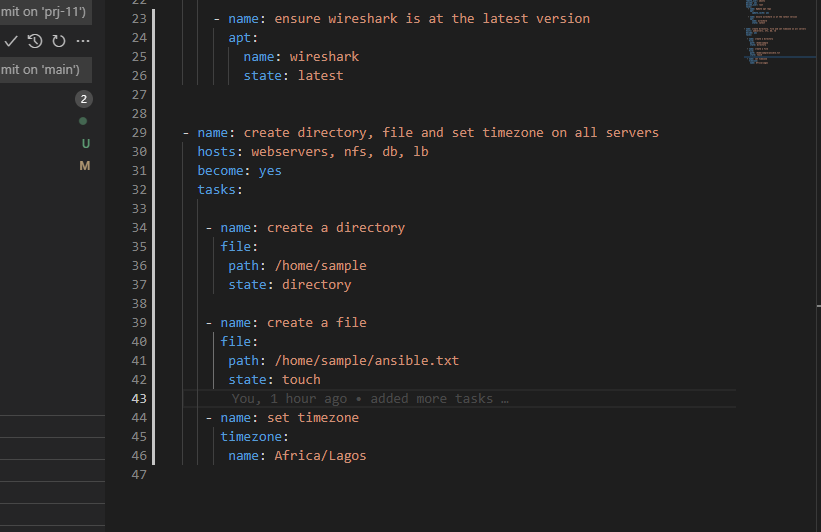 mit on 'prj-11')
mit on 'main')
2
U
M
22
23 - name: ensure wireshark is at the latest version
24 apt:
25 name: wireshark
26 state: latest
27
28
29 - name: create directory, file and set timezone on all servers
30 hosts: webservers, nfs, db, lb
31 become: yes
32 tasks:
33
34 - name: create a directory
35 file:
36 path: /home/sample
37 state: directory
38
39 - name: create a file
40 file:
41 path: /home/sample/ansible.txt
42 state: touch
43 You, 1 hour ago • added more tasks …
44 - name: set timezone
45 timezone:
46 name: Africa/Lagos
47